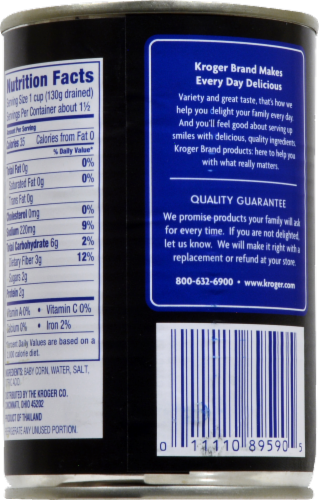 Nutrition Facts
Serving Size 1 cup (130g drained)
Servings Per Container about 1½
Amount Per Serving
Calories 35 Calories from Fat 0
% Daily Value*
Total Fat 0g 0%
Saturated Fat 0g 0%
Trans Fat 0g
Cholesterol 0mg 0%
Sodium 220mg 9%
Total Carbohydrate 6g 2%
Dietary Fiber 3g 12%
Sugars 2g
Protein 2g
Vitamin A 0% • Vitamin C 0%
Calcium 0% • Iron 2%
*Percent Daily Values are based on a
2,000 calorie diet.
INGREDIENTS: BABY CORN, WATER, SALT,
CITRIC ACID.
DISTRIBUTED BY THE KROGER CO.
CINCINNATI, OHIO 45202
PRODUCT OF THAILAND
REFRIGERATE ANY UNUSED PORTION.
Kroger Brand Makes
Every Day Delicious
Variety and great taste, that's how we
help you delight your family every day.
And you'll feel good about serving up
smiles with delicious, quality ingredients.
Kroger Brand products: here to help you
with what really matters.
QUALITY GUARANTEE
We promise products your family will ask
for every time. If you are not delighted,
let us know. We will make it right with a
replacement or refund at your store.
800-632-6900 • www.kroger.com
0 11110 89590 5